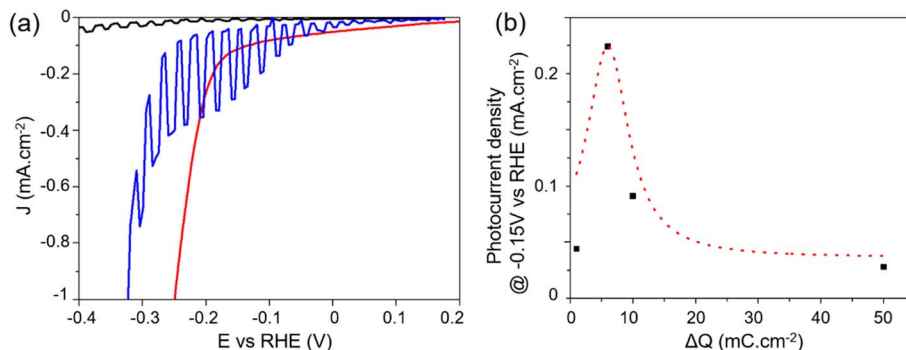 (a)
0
-0.2
-0.4
-0.6
-0.8
-1
J (mA.cm⁻²)
-0.4 -0.3 -0.2 -0.1 0 0.1 0.2
E vs RHE (V)
(b)
0.2
0.1
0
Photocurrent density
@ -0.15V vs RHE (mA.cm⁻²)
0 10 20 30 40 50
ΔQ (mC.cm⁻²)